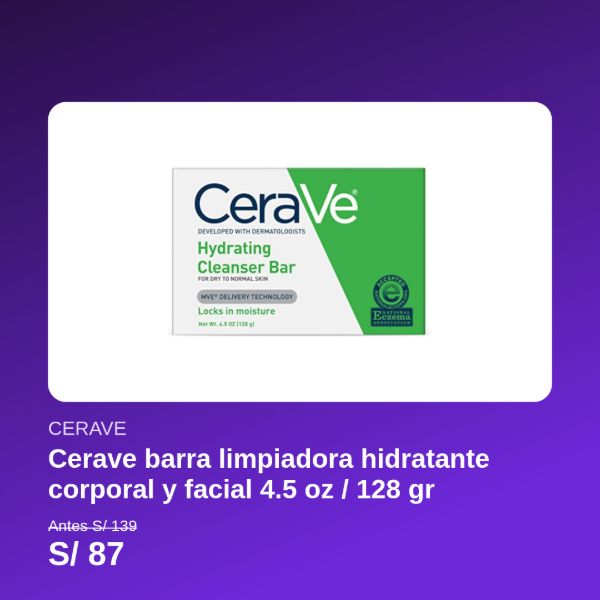 CeraVe®
DEVELOPED WITH DERMATOLOGISTS
Hydrating
Cleanser Bar
FOR DRY TO NORMAL SKIN
MVE® DELIVERY TECHNOLOGY
Locks in moisture
Net Wt. 4.5 OZ (128 g)
ACCEPTED
e
NATIONAL
Eczema
ASSOCIATION
CERAVE
Cerave barra limpiadora hidratante
corporal y facial 4.5 oz / 128 gr
Antes S/ 139
S/ 87